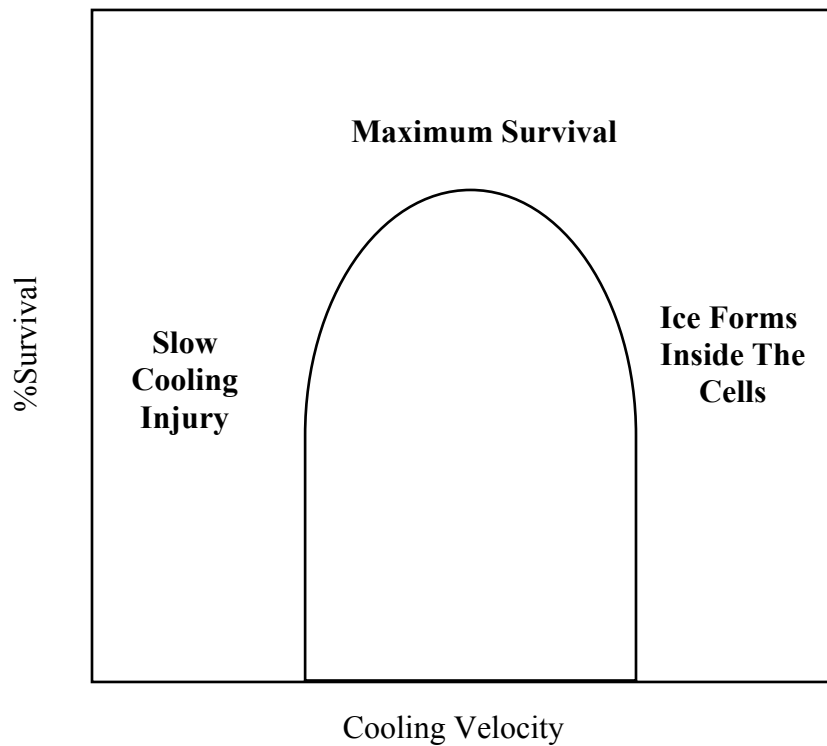 Maximum Survival
%Survival
Slow
Cooling
Injury
Ice Forms
Inside The
Cells
Cooling Velocity